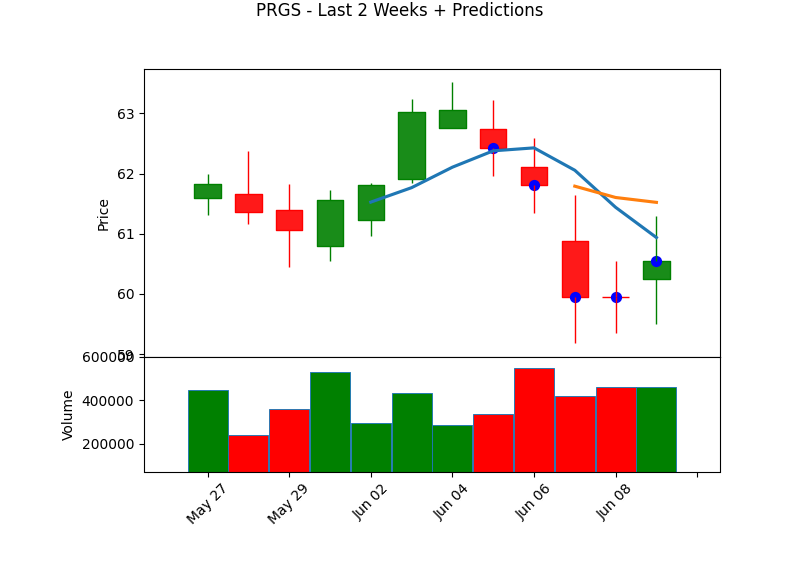 PRGS - Last 2 Weeks + Predictions
63
62
61
60
59
Price
600000
400000
200000
Volume
May 27
May 29
Jun 02
Jun 04
Jun 06
Jun 08